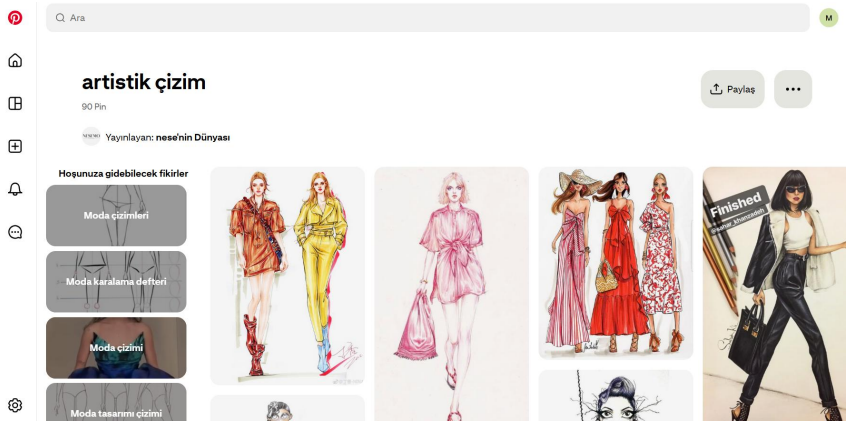 Ara
M
artistik çizim
90 Pin
Paylaş
Yayınlayan: nese'nin Dünyası
Hoşunuza gidebilecek fikirler
Moda çizimleri
Moda karalama defteri
Moda çizimi
Moda tasarımı çizimi
Finished
@sahar_khanzadeh